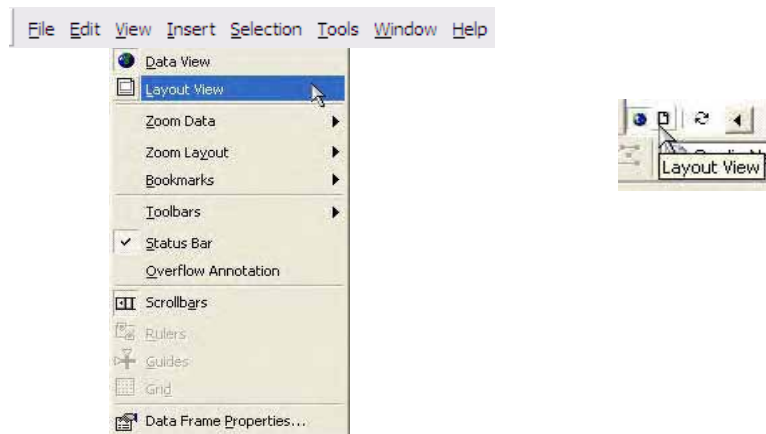 File Edit View Insert Selection Tools Window Help
Data View
Layout View
Zoom Data
Zoom Layout
Bookmarks
Toolbars
Status Bar
Overflow Annotation
Scrollbars
Rulers
Guides
Grid
Data Frame Properties...
Layout View